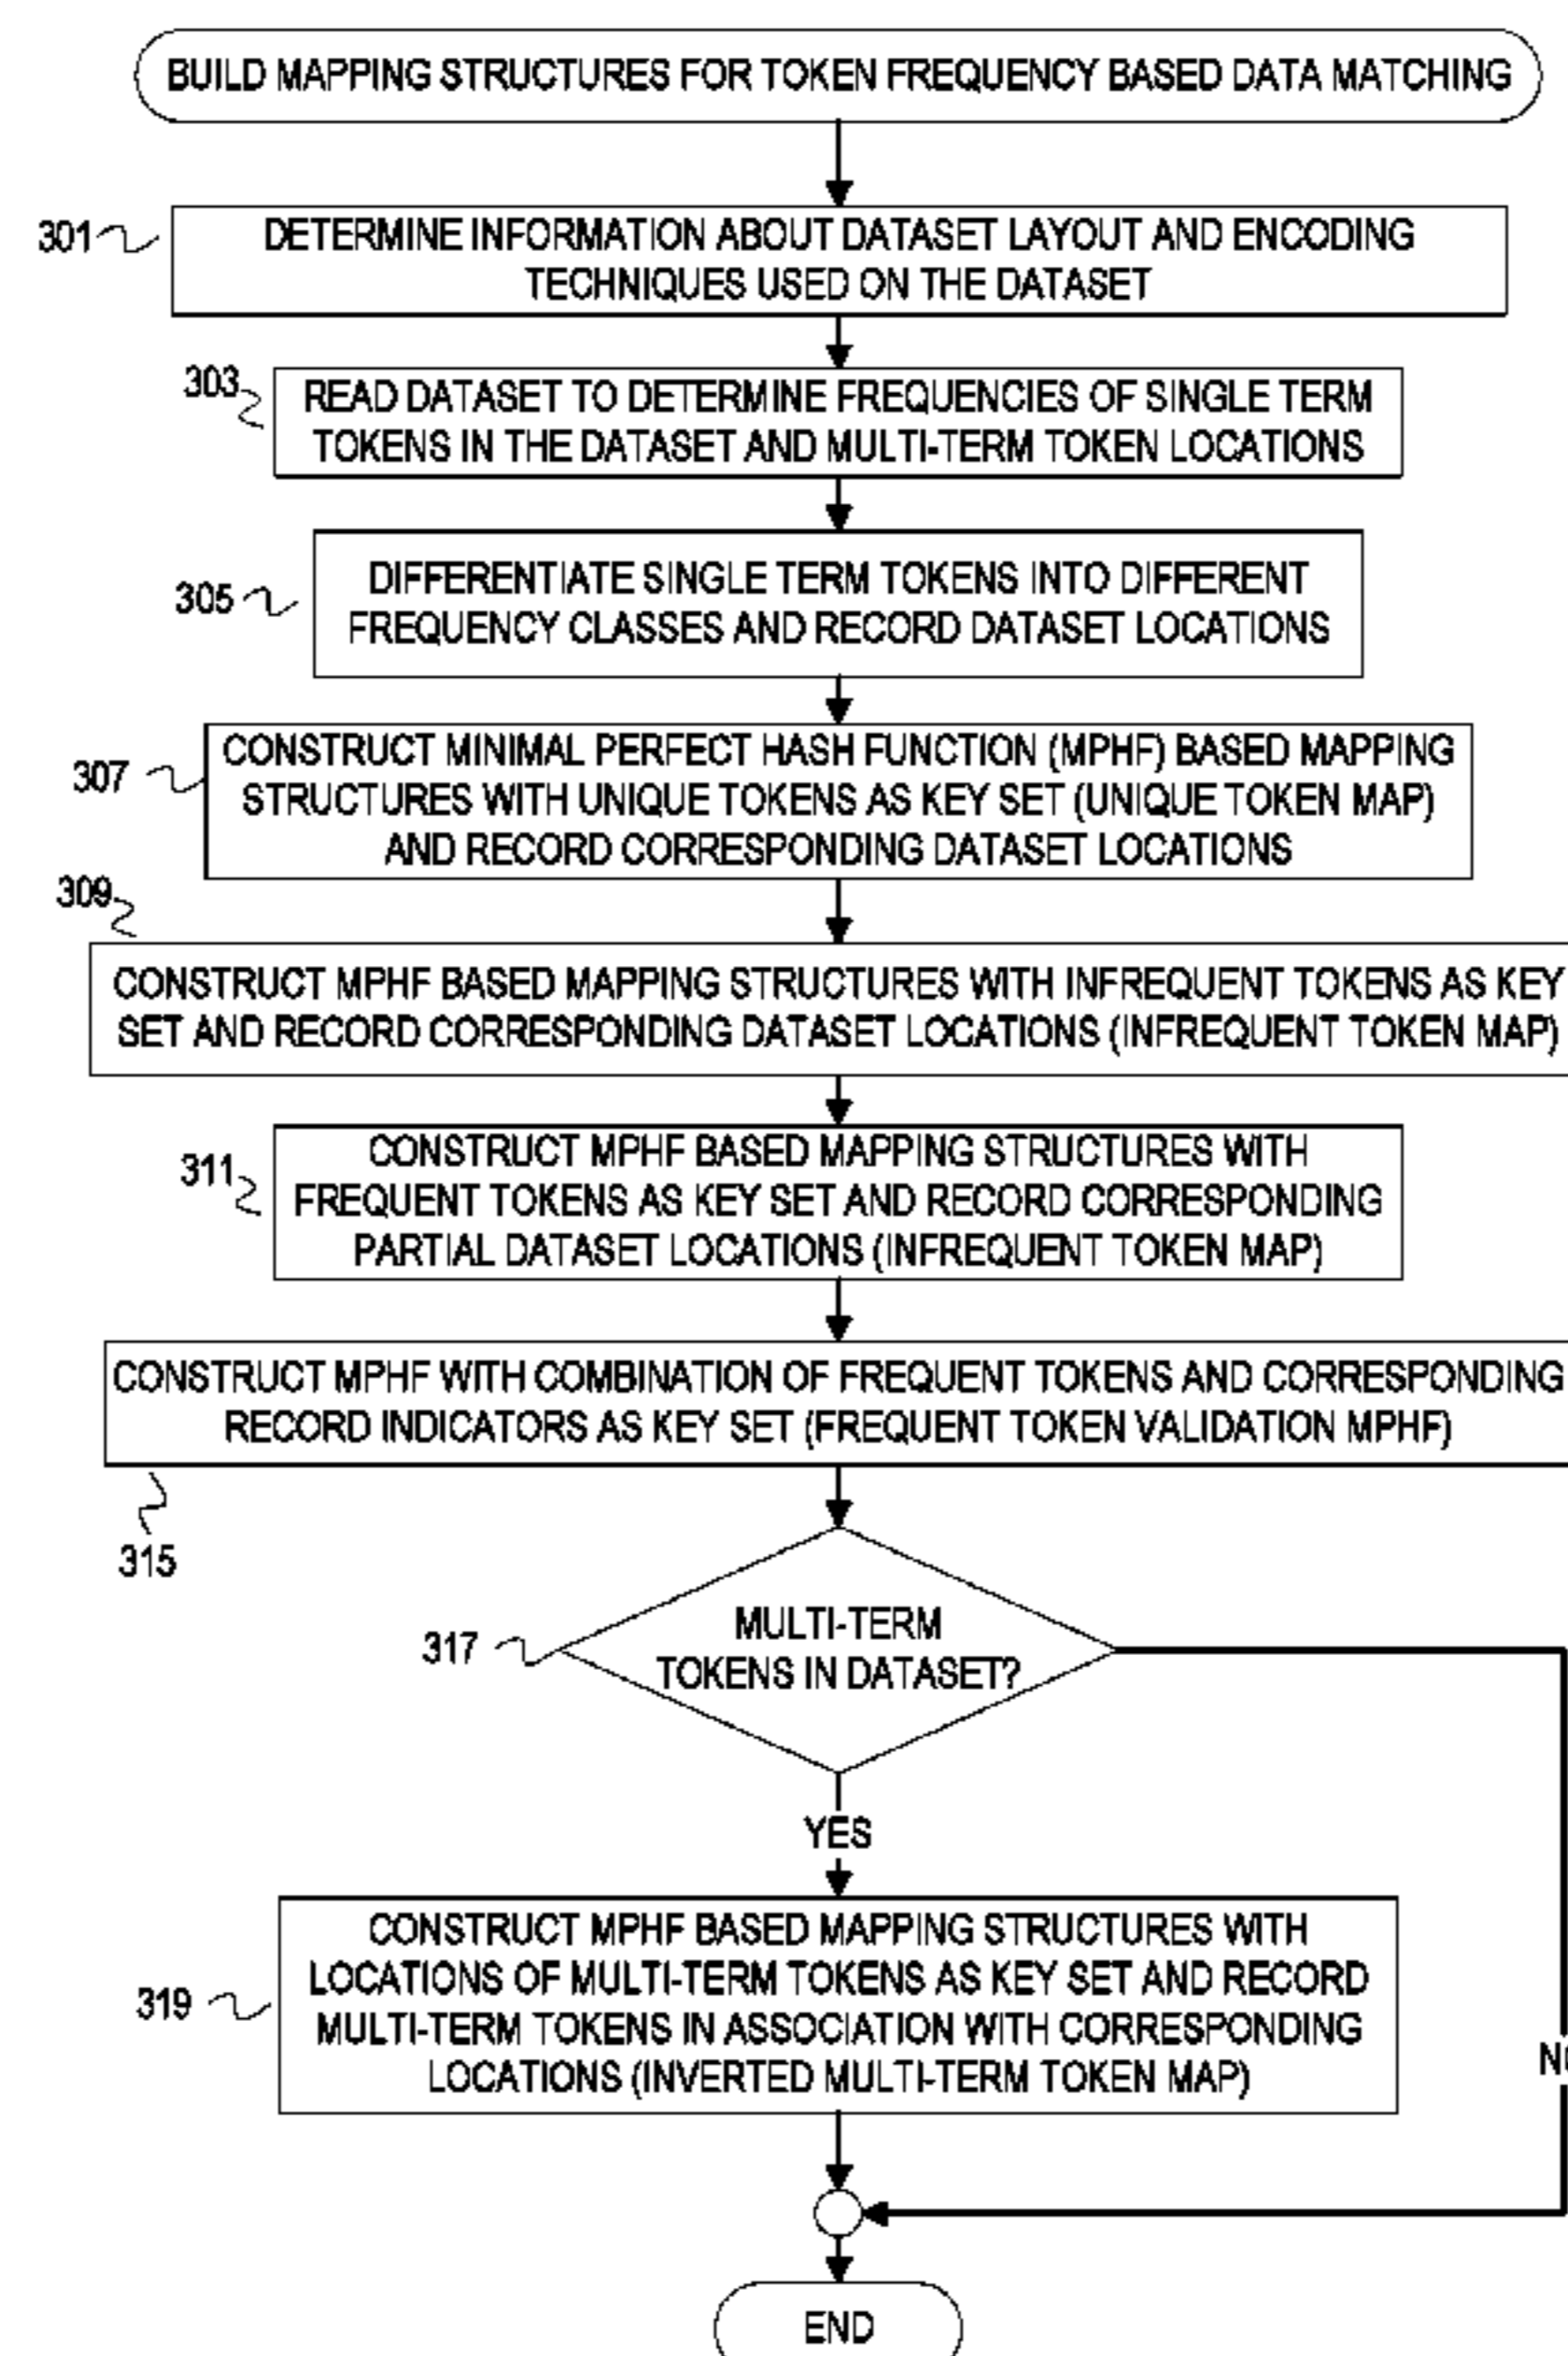 BUILD MAPPING STRUCTURES FOR TOKEN FREQUENCY BASED DATA MATCHING
301
DETERMINE INFORMATION ABOUT DATASET LAYOUT AND ENCODING
TECHNIQUES USED ON THE DATASET
303
READ DATASET TO DETERMINE FREQUENCIES OF SINGLE TERM
TOKENS IN THE DATASET AND MULTI-TERM TOKEN LOCATIONS
305
DIFFERENTIATE SINGLE TERM TOKENS INTO DIFFERENT
FREQUENCY CLASSES AND RECORD DATASET LOCATIONS
307
CONSTRUCT MINIMAL PERFECT HASH FUNCTION (MPHF) BASED MAPPING
STRUCTURES WITH UNIQUE TOKENS AS KEY SET (UNIQUE TOKEN MAP)
AND RECORD CORRESPONDING DATASET LOCATIONS
309
CONSTRUCT MPHF BASED MAPPING STRUCTURES WITH INFREQUENT TOKENS AS KEY
SET AND RECORD CORRESPONDING DATASET LOCATIONS (INFREQUENT TOKEN MAP)
311
CONSTRUCT MPHF BASED MAPPING STRUCTURES WITH
FREQUENT TOKENS AS KEY SET AND RECORD CORRESPONDING
PARTIAL DATASET LOCATIONS (INFREQUENT TOKEN MAP)
CONSTRUCT MPHF WITH COMBINATION OF FREQUENT TOKENS AND CORRESPONDING
RECORD INDICATORS AS KEY SET (FREQUENT TOKEN VALIDATION MPHF)
315
317
MULTI-TERM
TOKENS IN DATASET?
YES
319
CONSTRUCT MPHF BASED MAPPING STRUCTURES WITH
LOCATIONS OF MULTI-TERM TOKENS AS KEY SET AND RECORD
MULTI-TERM TOKENS IN ASSOCIATION WITH CORRESPONDING
LOCATIONS (INVERTED MULTI-TERM TOKEN MAP)
END